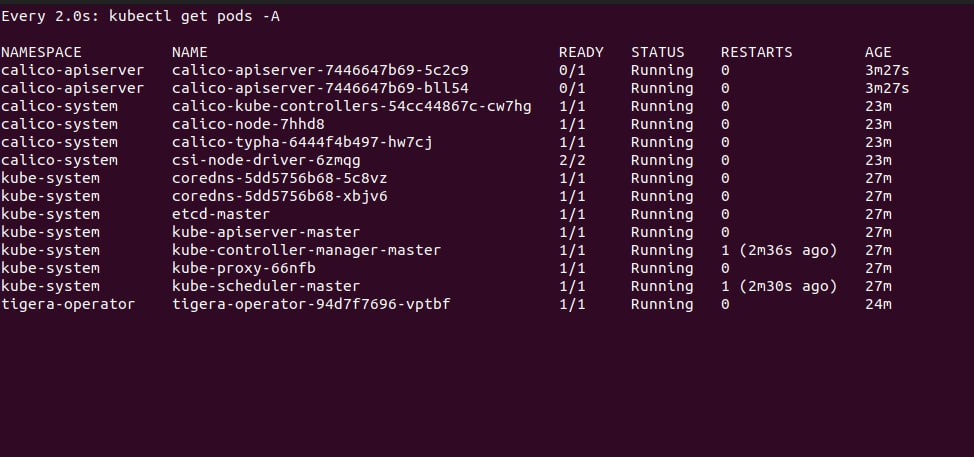 Every 2.0s: kubectl get pods -A
NAMESPACE NAME READY STATUS RESTARTS AGE
calico-apiserver calico-apiserver-7446647b69-5c2c9 0/1 Running 0 3m27s
calico-apiserver calico-apiserver-7446647b69-bll54 0/1 Running 0 3m27s
calico-system calico-kube-controllers-54cc44867c-cw7hg 1/1 Running 0 23m
calico-system calico-node-7hhd8 1/1 Running 0 23m
calico-system calico-typha-6444f4b497-hw7cj 1/1 Running 0 23m
calico-system csi-node-driver-6zmqg 2/2 Running 0 23m
kube-system coredns-5dd5756b68-5c8vz 1/1 Running 0 27m
kube-system coredns-5dd5756b68-xbjv6 1/1 Running 0 27m
kube-system etcd-master 1/1 Running 0 27m
kube-system kube-apiserver-master 1/1 Running 0 27m
kube-system kube-controller-manager-master 1/1 Running 1 (2m36s ago) 27m
kube-system kube-proxy-66nfb 1/1 Running 0 27m
kube-system kube-scheduler-master 1/1 Running 1 (2m30s ago) 27m
tigera-operator tigera-operator-94d7f7696-vptbf 1/1 Running 0 24m